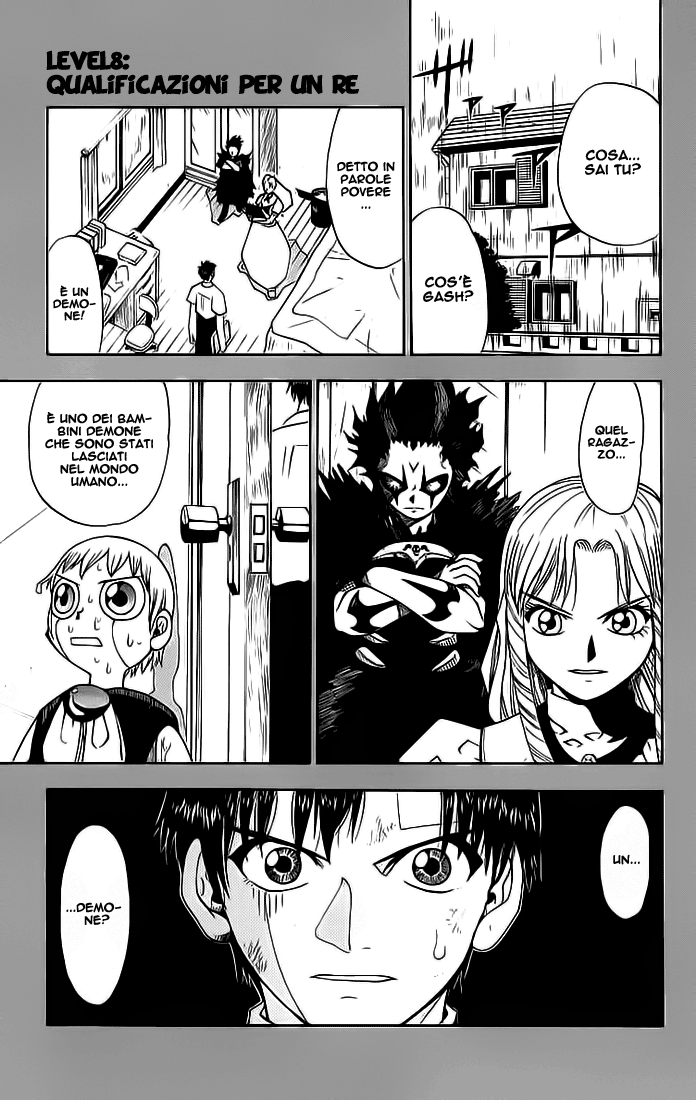 LEVEL8:
QUALIFICAZIONI PER UN RE
COSA...
SAI TU?
COS'È
GASH?
DETTO IN
PAROLE
POVERE
...
È UN
DEMO-
NE!
QUEL
RAGAZ-
ZO...
È UNO DEI BAM-
BINI DEMONE
CHE SONO STATI
LASCIATI
NEL MONDO
UMANO...
UN...
...DEMO-
NE?